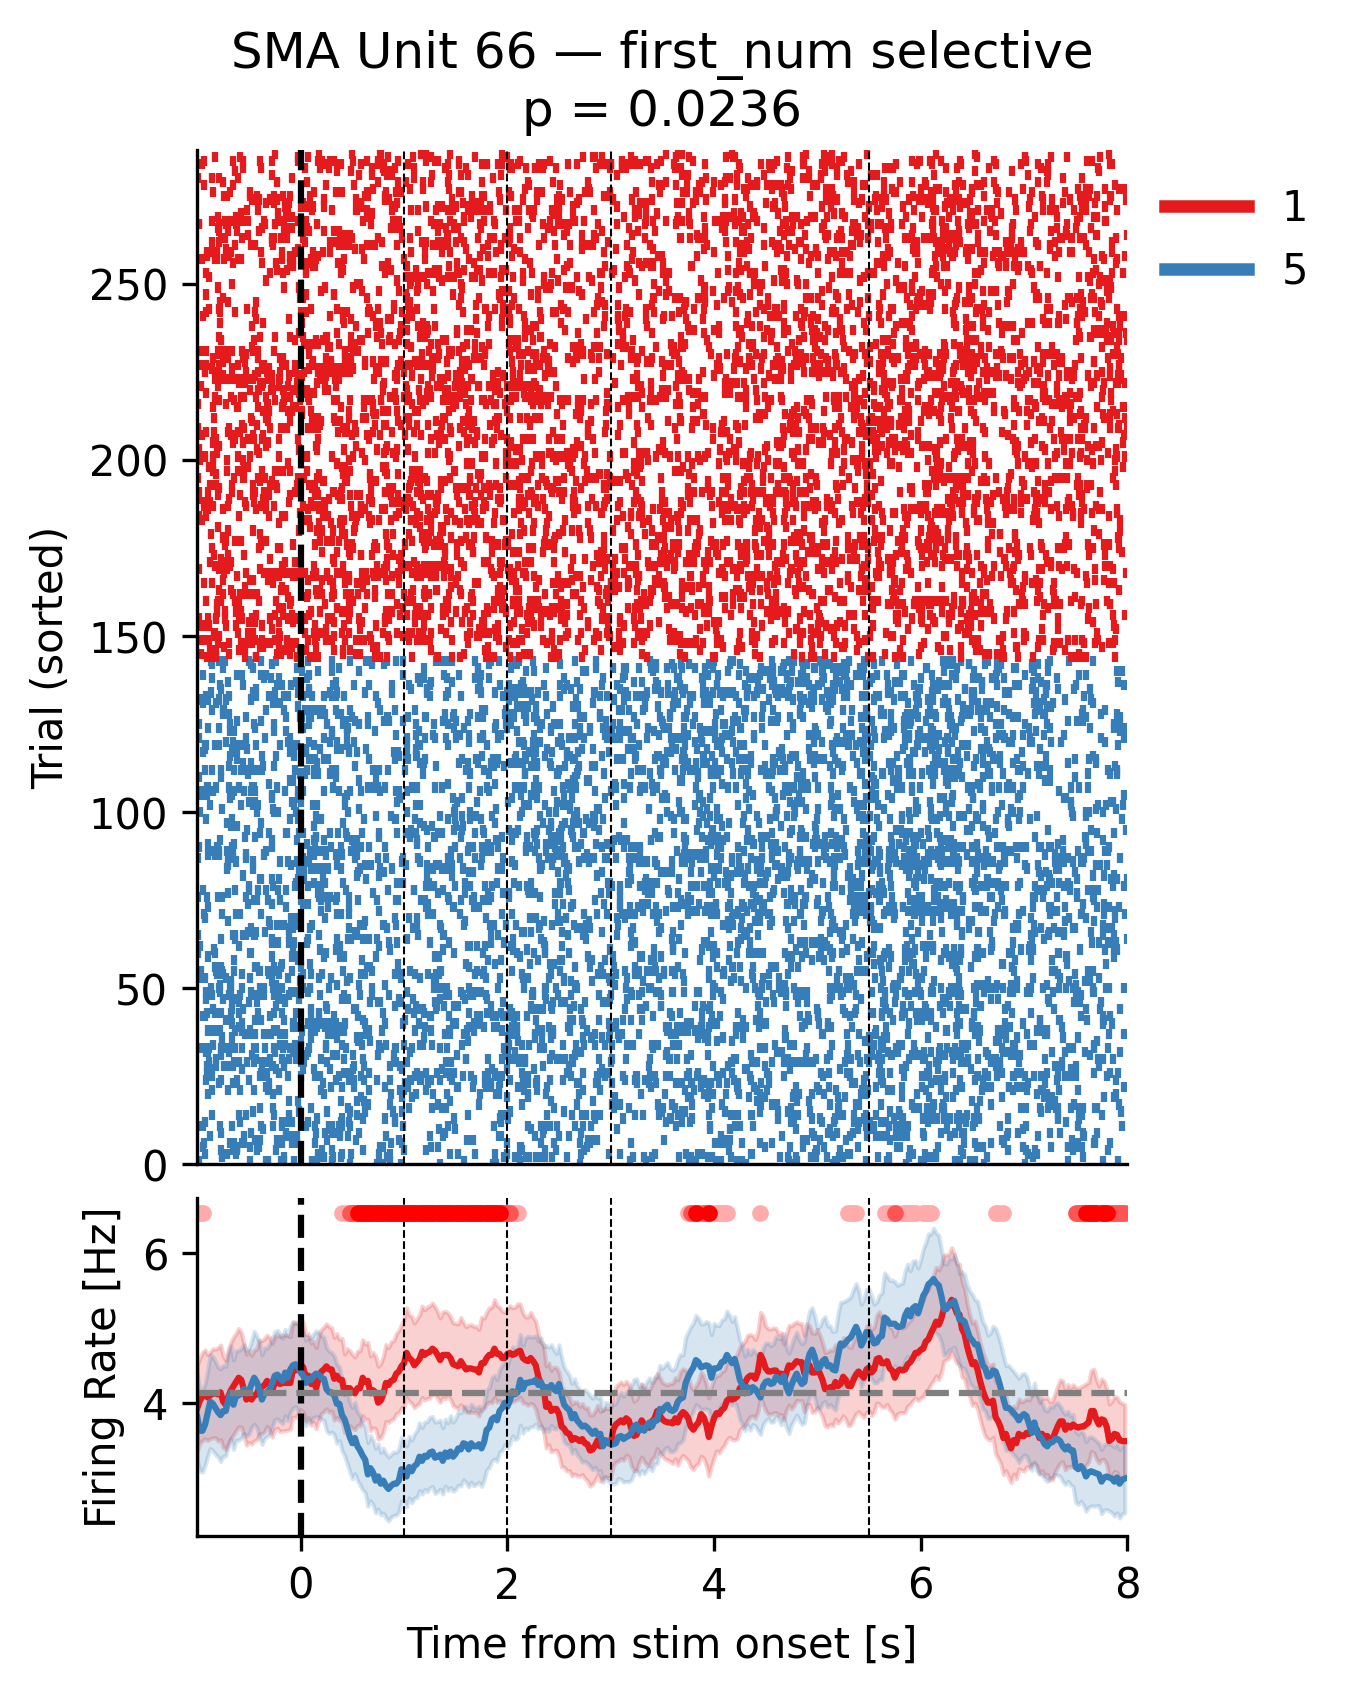 SMA Unit 66 — first_num selective
p = 0.0236
1
5
250
200
150
100
50
0
Trial (sorted)
6
4
Firing Rate [Hz]
0 2 4 6 8
Time from stim onset [s]